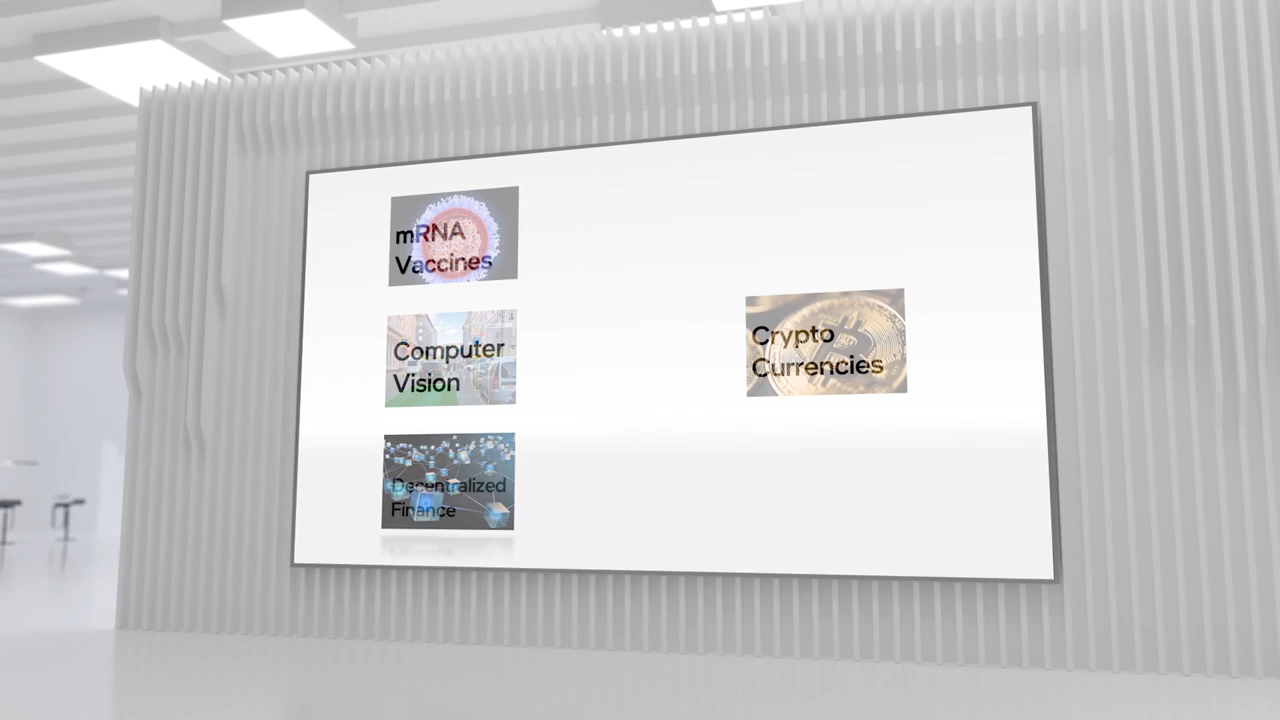 mRNA
Vaccines
Computer
Vision
Decentralized
Finance
Crypto
Currencies